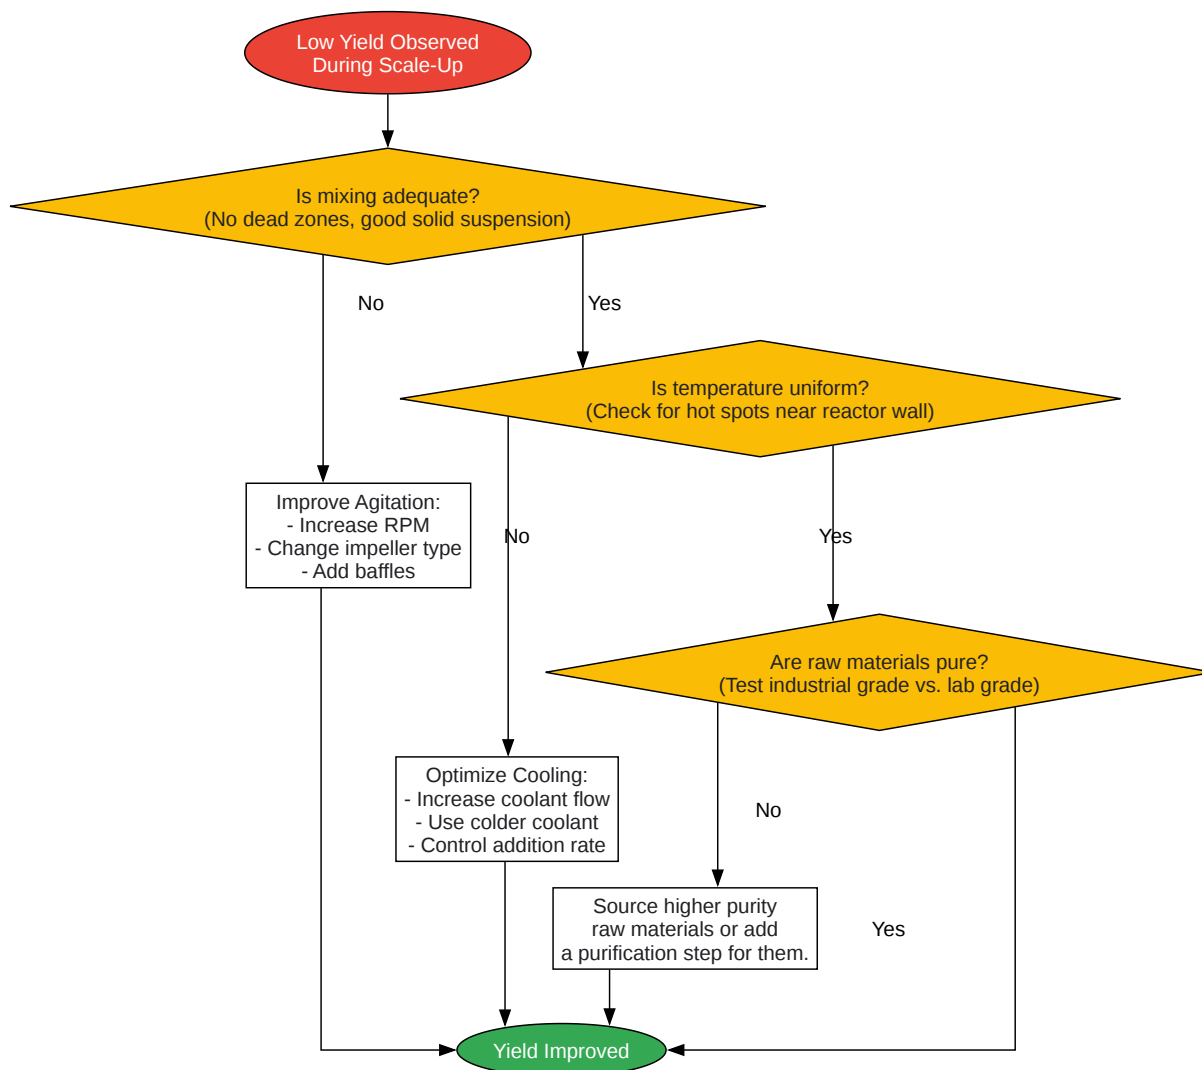 Low Yield Observed
During Scale-Up
Is mixing adequate?
(No dead zones, good solid suspension)
No
Yes
Is temperature uniform?
(Check for hot spots near reactor wall)
Improve Agitation:
- Increase RPM
- Change impeller type
- Add baffles
No
Yes
Are raw materials pure?
(Test industrial grade vs. lab grade)
Optimize Cooling:
- Increase coolant flow
- Use colder coolant
- Control addition rate
No
Source higher purity
raw materials or add
a purification step for them.
Yes
Yield Improved